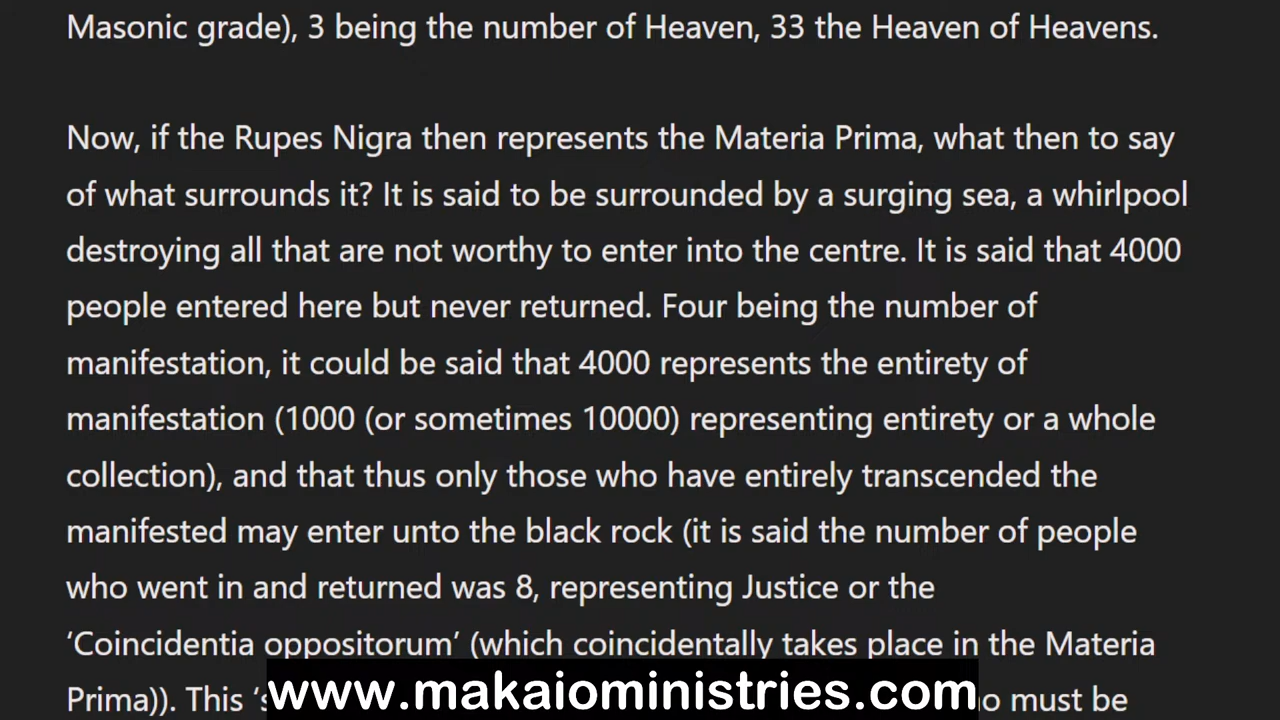 Masonic grade), 3 being the number of Heaven, 33 the Heaven of Heavens.
Now, if the Rupes Nigra then represents the Materia Prima, what then to say
of what surrounds it? It is said to be surrounded by a surging sea, a whirlpool
destroying all that are not worthy to enter into the centre. It is said that 4000
people entered here but never returned. Four being the number of
manifestation, it could be said that 4000 represents the entirety of
manifestation (1000 (or sometimes 10000) representing entirety or a whole
collection), and that thus only those who have entirely transcended the
manifested may enter unto the black rock (it is said the number of people
who went in and returned was 8, representing Justice or the
‘Coincidentia oppositorum’ (which coincidentally takes place in the Materia
Prima)). This must be
www.makaioministries.com